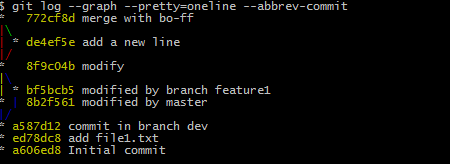 $ git log --graph --pretty=oneline --abbrev-commit
*   772cf8d merge with bo-ff
|\
| * de4ef5e add a new line
|/
*   8f9c04b modify
|\
| * bf5bcb5 modified by branch feature1
* | 8b2f561 modified by master
|/
* a587d12 commit in branch dev
* ed78dc8 add file1.txt
* a606ed8 Initial commit